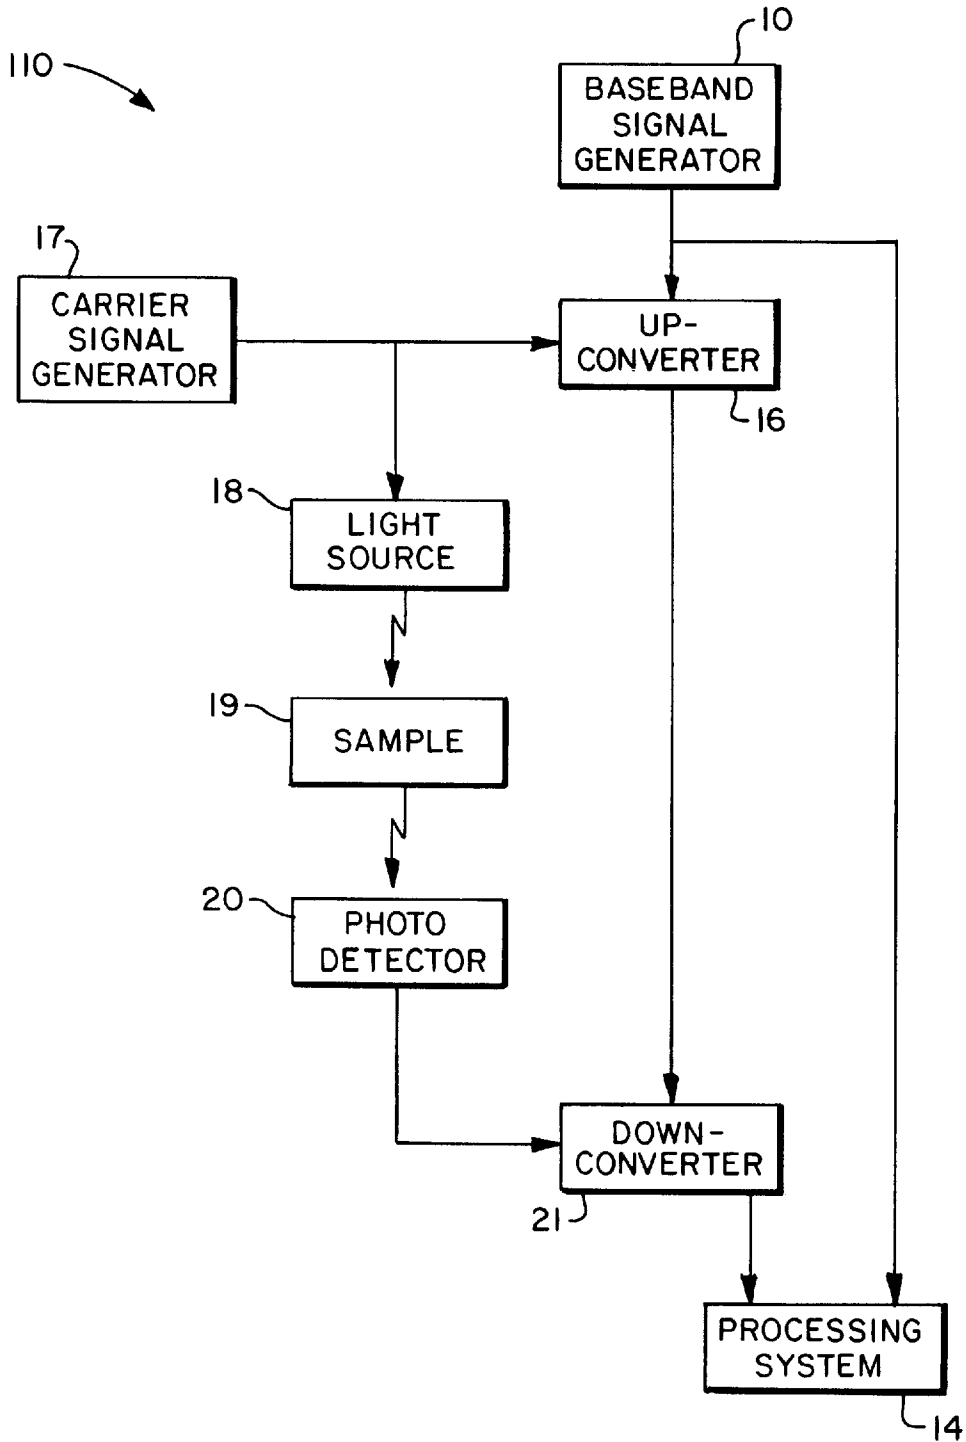 10
110
BASEBAND
SIGNAL
GENERATOR
17
CARRIER
SIGNAL
GENERATOR
UP-
CONVERTER
16
18
LIGHT
SOURCE
19
SAMPLE
20
PHOTO
DETECTOR
DOWN-
CONVERTER
21
PROCESSING
SYSTEM
14